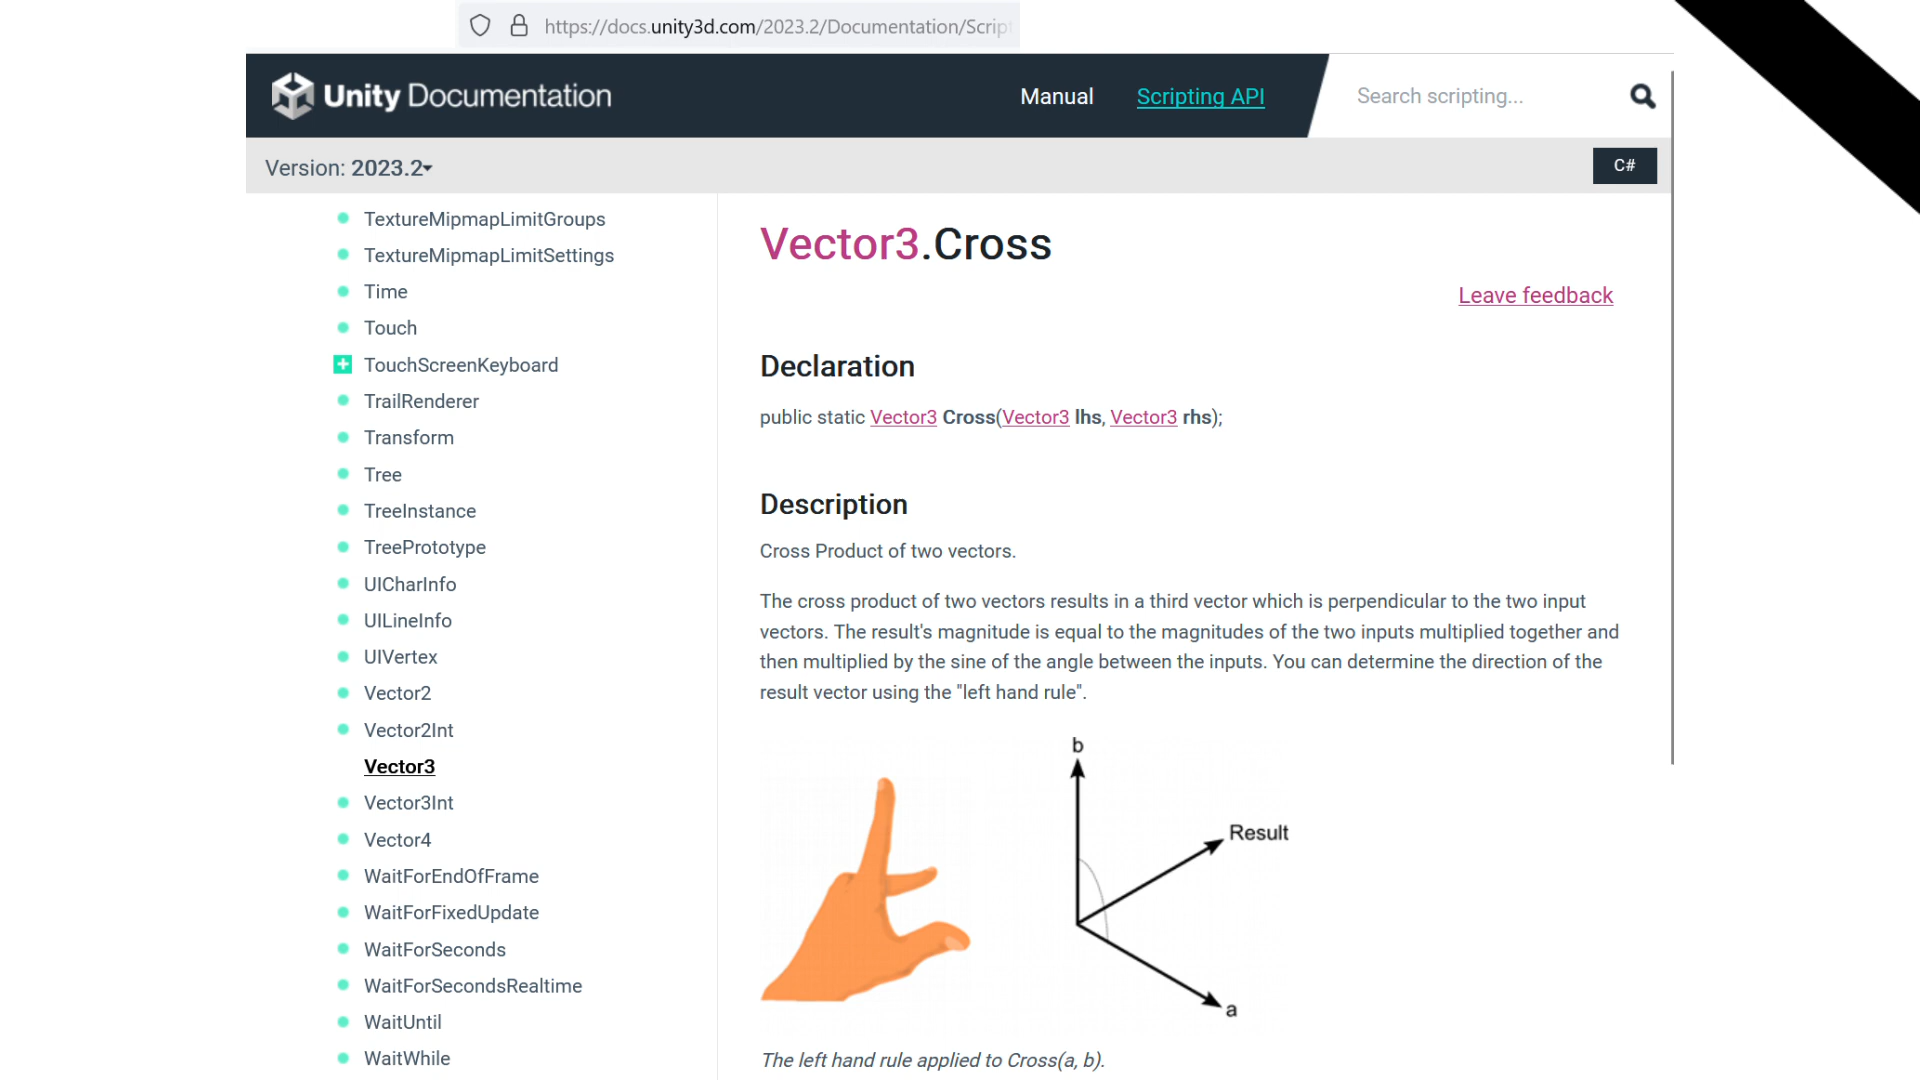 https://docs.unity3d.com/2023.2/Documentation/Script
Unity Documentation
Manual
Scripting API
Search scripting...
Version: 2023.2
C#
TextureMipmapLimitGroups
TextureMipmapLimitSettings
Time
Touch
TouchScreenKeyboard
TrailRenderer
Transform
Tree
TreeInstance
TreePrototype
UICharInfo
UILineInfo
UIVertex
Vector2
Vector2Int
Vector3
Vector3Int
Vector4
WaitForEndOfFrame
WaitForFixedUpdate
WaitForSeconds
WaitForSecondsRealtime
WaitUntil
WaitWhile
Vector3.Cross
Leave feedback
Declaration
public static Vector3 Cross(Vector3 lhs, Vector3 rhs);
Description
Cross Product of two vectors.
The cross product of two vectors results in a third vector which is perpendicular to the two input
vectors. The result's magnitude is equal to the magnitudes of the two inputs multiplied together and
then multiplied by the sine of the angle between the inputs. You can determine the direction of the
result vector using the "left hand rule".
b
Result
a
The left hand rule applied to Cross(a, b).